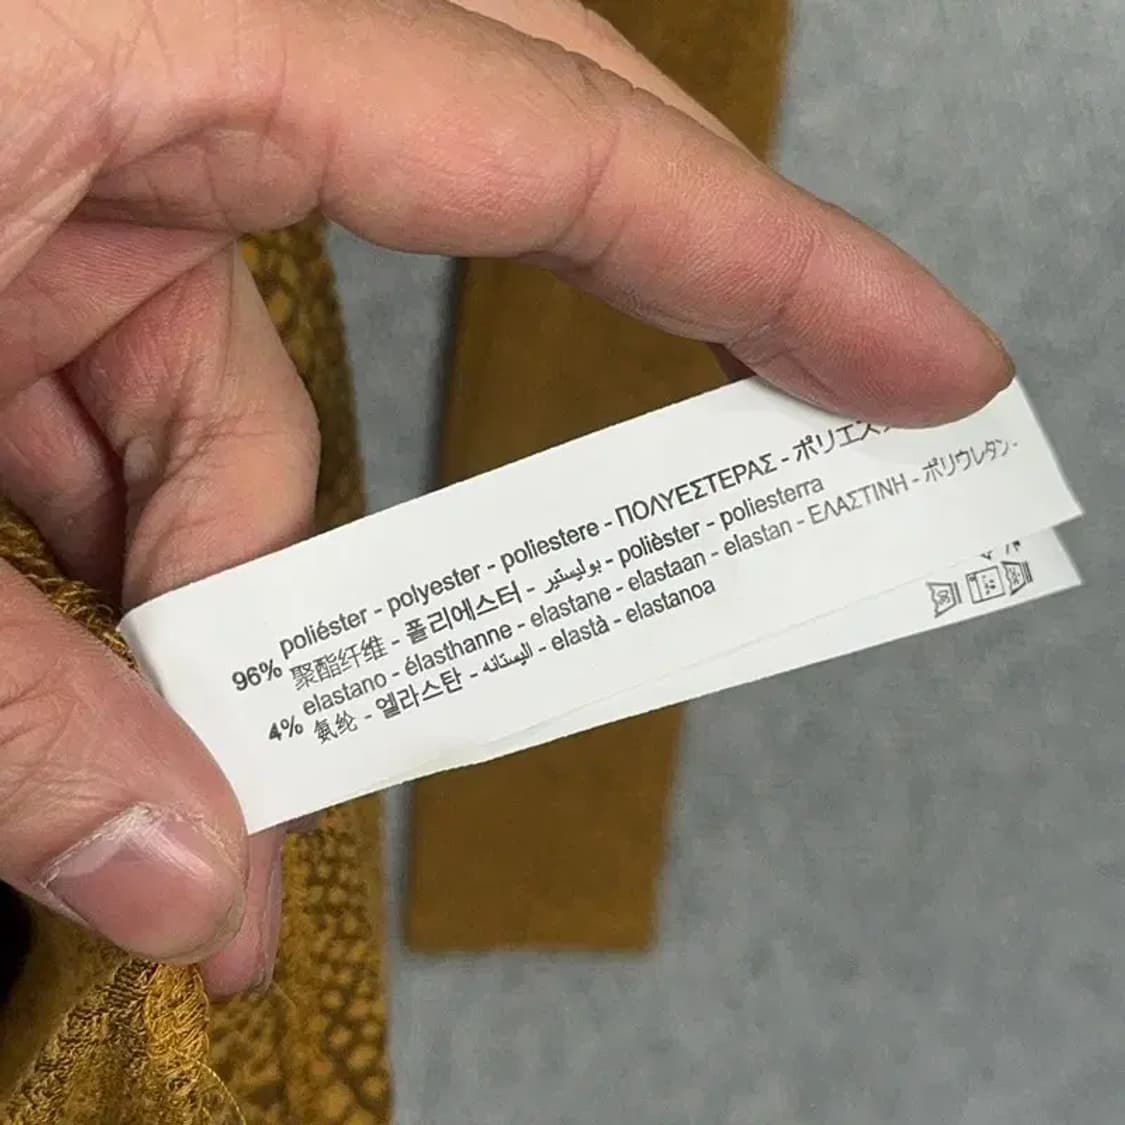 96% poliéster - polyester - poliestere - ΠΟΛΥΕΣΤΕΡΑΣ - ポリエス
聚酯纤维 - 폴리에스터 - بوليستير - polièster - poliesterra
4% elastano - élasthanne - elastane - elastaan - elastan - ΕΛΑΣΤΙΝΗ - ポリウレタン -
氨纶 - 엘라스탄 - اليستانه - elastà - elastanoa